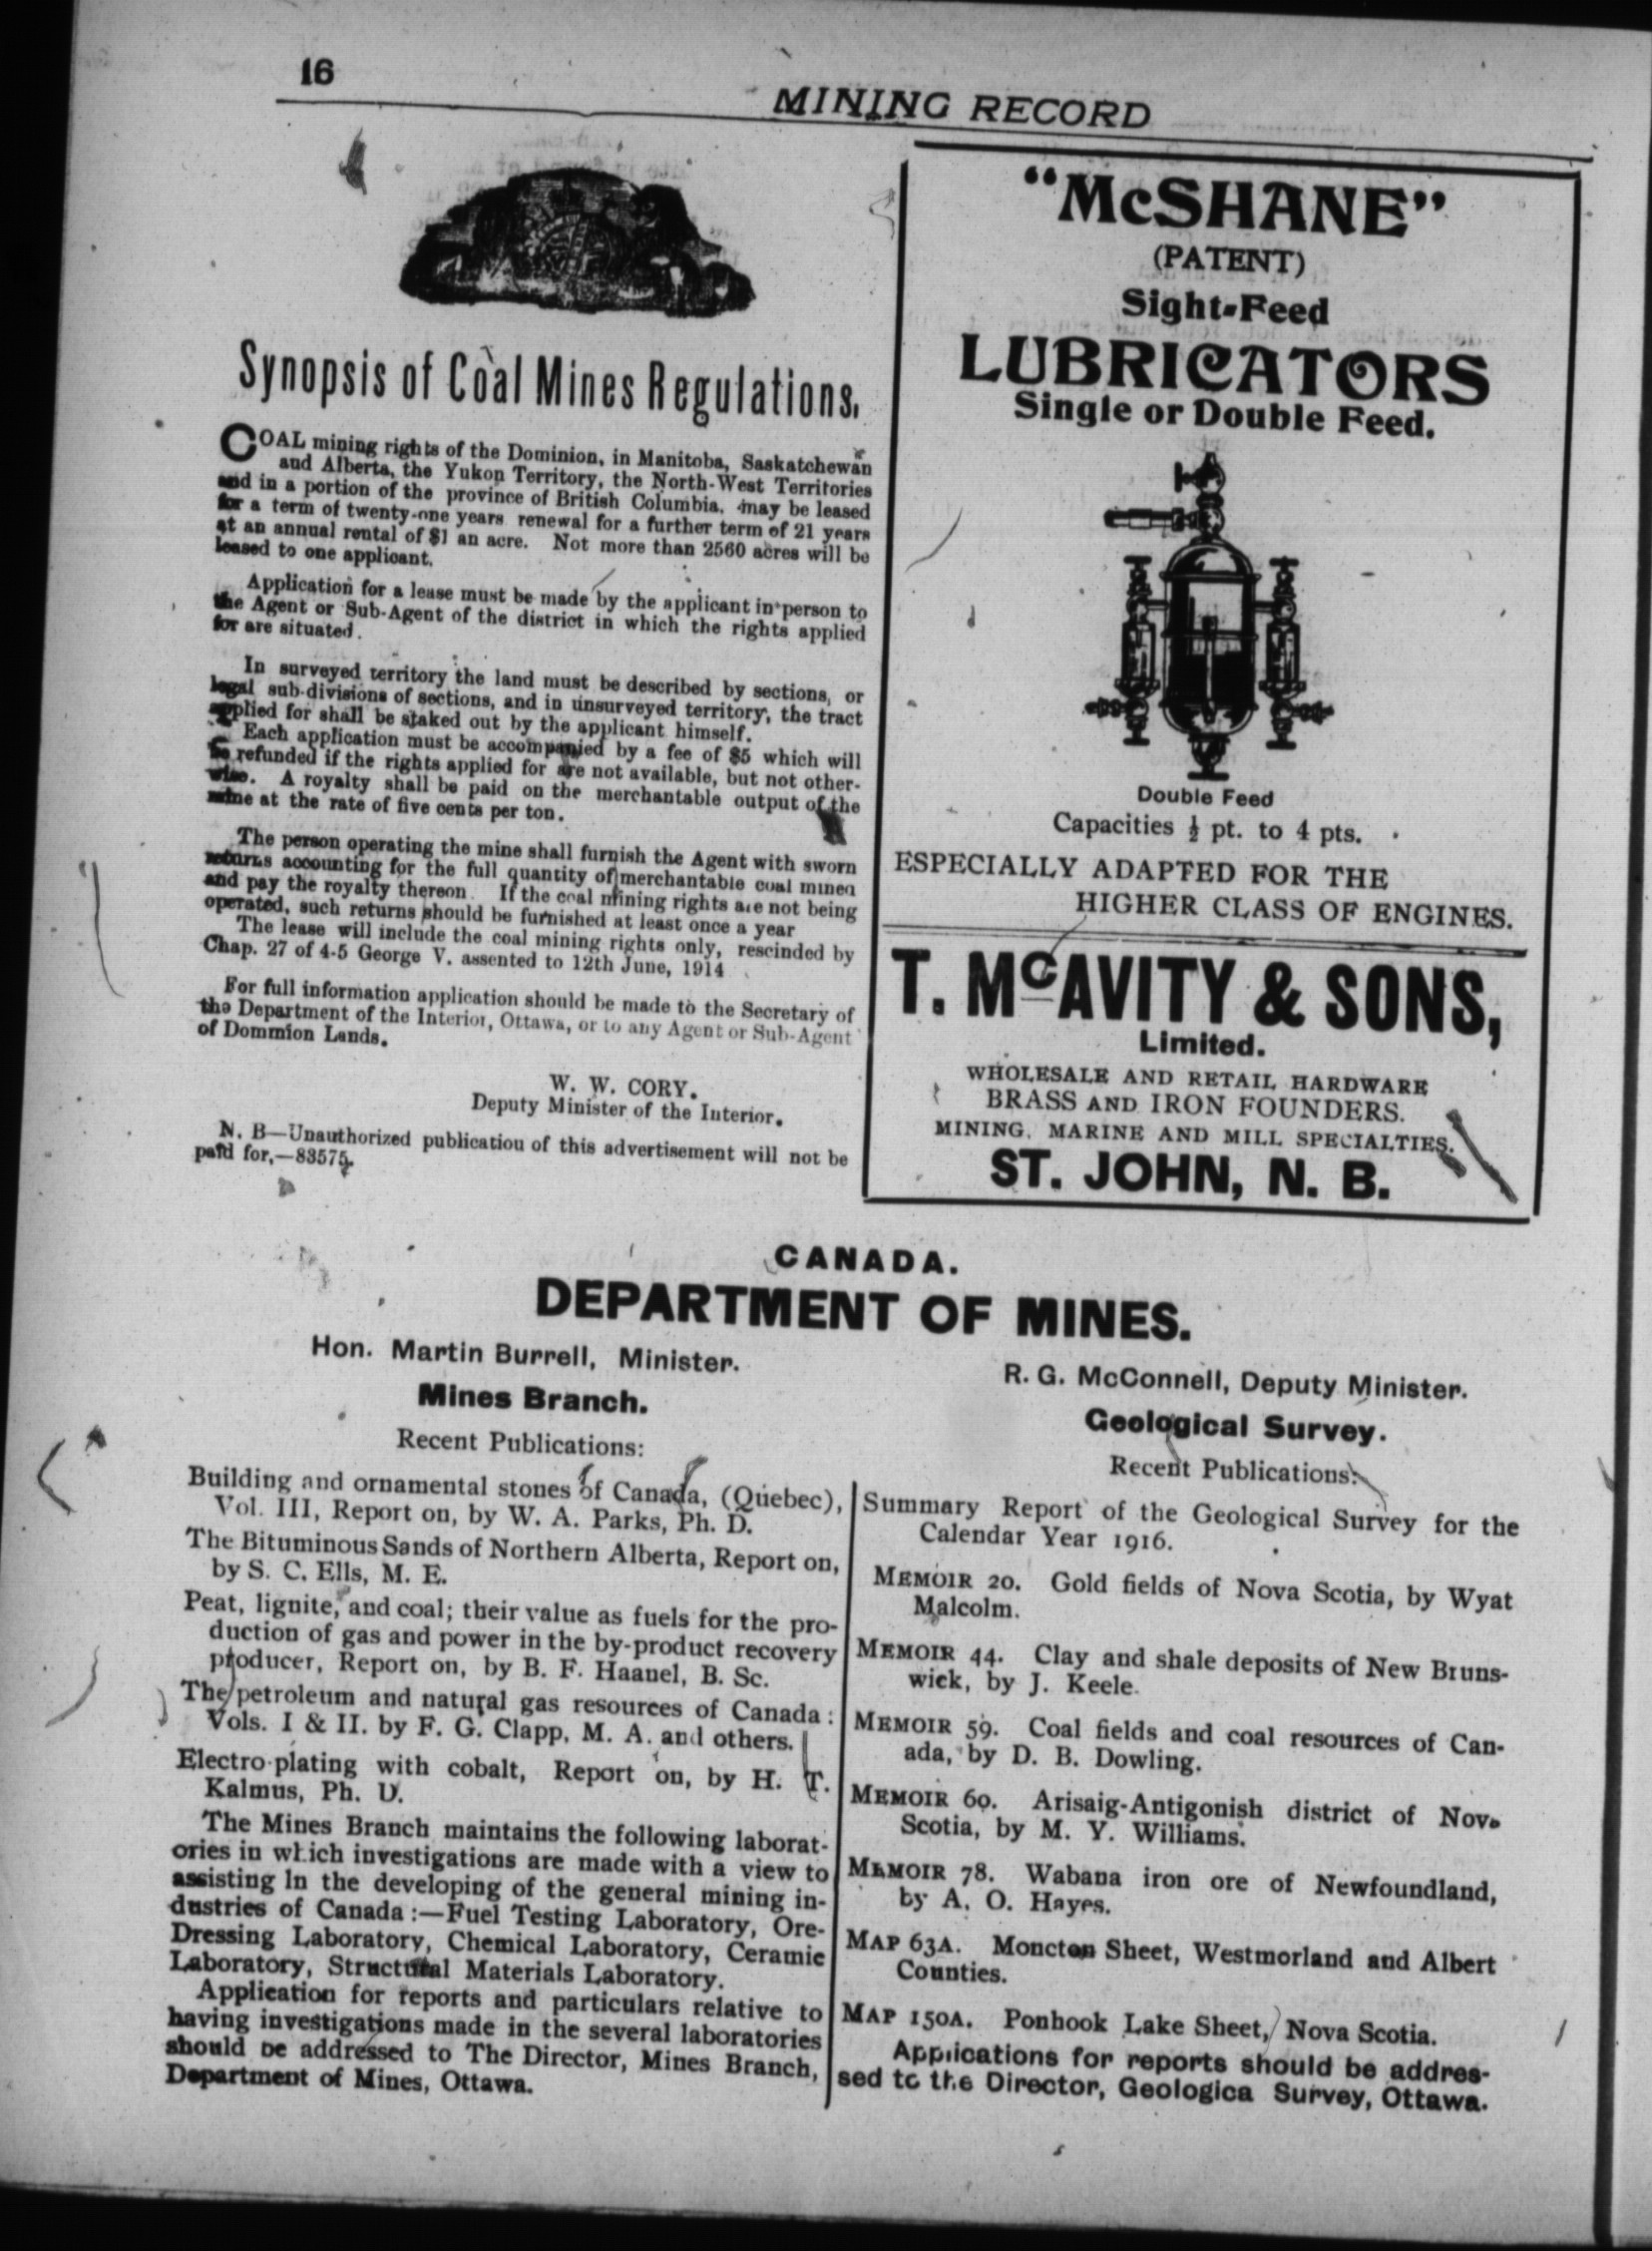 16
MINING RECORD
Synopsis of Coal Mines Regulations.
COAL mining rights of the Dominion, in Manitoba, Saskatchewan
and Alberta, the Yukon Territory, the North-West Territories
and in a portion of the province of British Columbia, may be leased
for a term of twenty-one years renewal for a further term of 21 years
at an annual rental of $1 an acre. Not more than 2560 acres will be
leased to one applicant.
Application for a lease must be made by the applicant in person to
the Agent or Sub-Agent of the district in which the rights applied
for are situated.
In surveyed territory the land must be described by sections, or
legal sub-divisions of sections, and in unsurveyed territory, the tract
applied for shall be staked out by the applicant himself.
Each application must be accompanied by a fee of $5 which will
be refunded if the rights applied for are not available, but not other-
wise. A royalty shall be paid on the merchantable output of the
mine at the rate of five cents per ton.
The person operating the mine shall furnish the Agent with sworn
returns accounting for the full quantity of merchantable coal mined
and pay the royalty thereon. If the coal mining rights are not being
operated, such returns should be furnished at least once a year
The lease will include the coal mining rights only, rescinded by
Chap. 27 of 4-5 George V. assented to 12th June, 1914
For full information application should be made to the Secretary of
the Department of the Interior, Ottawa, or to any Agent or Sub-Agent
of Dommion Lands.
W. W. CORY.
Deputy Minister of the Interior.
N. B—Unauthorized publicatiou of this advertisement will not be
paid for,—83575.
“McSHANE”
(PATENT)
Sight-Feed
LUBRICATORS
Single or Double Feed.
Double Feed
Capacities ½ pt. to 4 pts.
ESPECIALLY ADAPTED FOR THE
HIGHER CLASS OF ENGINES.
T. McAVITY & SONS,
Limited.
WHOLESALE AND RETAIL HARDWARE
BRASS AND IRON FOUNDERS.
MINING, MARINE AND MILL SPECIALTIES.
ST. JOHN, N. B.
CANADA.
DEPARTMENT OF MINES.
Hon. Martin Burrell, Minister.
Mines Branch.
Recent Publications:
Building and ornamental stones of Canada, (Quebec),
Vol. III, Report on, by W. A. Parks, Ph. D.
The Bituminous Sands of Northern Alberta, Report on,
by S. C. Ells, M. E.
Peat, lignite, and coal; their value as fuels for the pro-
duction of gas and power in the by-product recovery
producer, Report on, by B. F. Haanel, B. Sc.
The petroleum and natural gas resources of Canada:
Vols. I & II. by F. G. Clapp, M. A. and others.
Electro-plating with cobalt, Report on, by H. T.
Kalmus, Ph. D.
The Mines Branch maintains the following laborat-
ories in which investigations are made with a view to
assisting in the developing of the general mining in-
dustries of Canada:—Fuel Testing Laboratory, Ore-
Dressing Laboratory, Chemical Laboratory, Ceramic
Laboratory, Structural Materials Laboratory.
Application for reports and particulars relative to
having investigations made in the several laboratories
should be addressed to The Director, Mines Branch,
Department of Mines, Ottawa.
R. G. McConnell, Deputy Minister.
Geological Survey.
Recent Publications:
Summary Report of the Geological Survey for the
Calendar Year 1916.
MEMOIR 20. Gold fields of Nova Scotia, by Wyat
Malcolm.
MEMOIR 44. Clay and shale deposits of New Bruns-
wick, by J. Keele.
MEMOIR 59. Coal fields and coal resources of Can-
ada, by D. B. Dowling.
MEMOIR 60. Arisaig-Antigonish district of Nova
Scotia, by M. Y. Williams.
MEMOIR 78. Wabana iron ore of Newfoundland,
by A. O. Hayes.
MAP 63A. Moncton Sheet, Westmorland and Albert
Counties.
MAP 150A. Ponhook Lake Sheet, Nova Scotia.
Applications for reports should be addres-
sed to the Director, Geologica Survey, Ottawa.